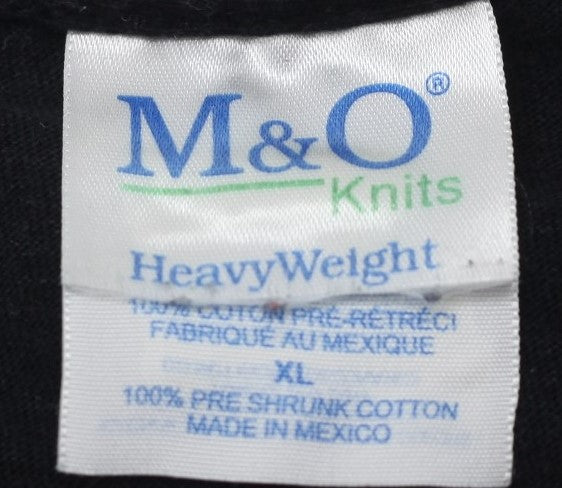 M&O®
Knits
HeavyWeight
100% COTON PRÉ-RÉTRÉCI
FABRIQUÉ AU MEXIQUE
XL
100% PRE SHRUNK COTTON
MADE IN MEXICO